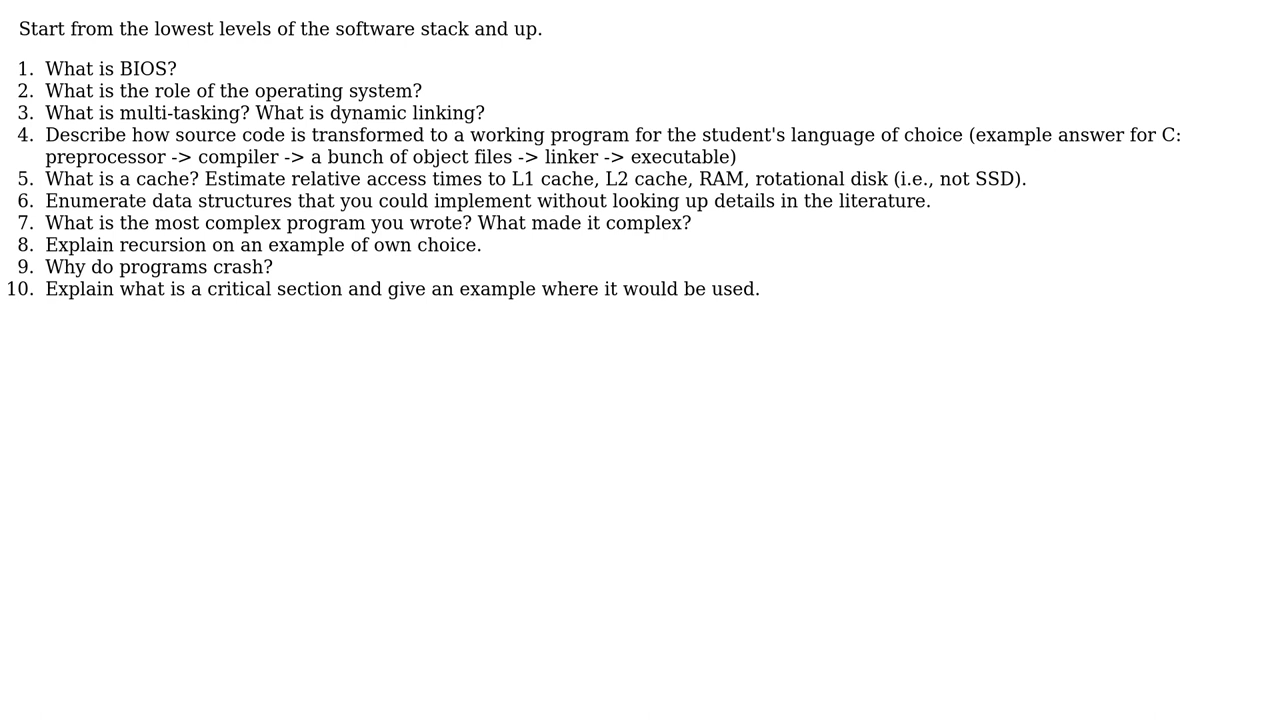 Start from the lowest levels of the software stack and up.
1. What is BIOS?
2. What is the role of the operating system?
3. What is multi-tasking? What is dynamic linking?
4. Describe how source code is transformed to a working program for the student's language of choice (example answer for C:
preprocessor -> compiler -> a bunch of object files -> linker -> executable)
5. What is a cache? Estimate relative access times to L1 cache, L2 cache, RAM, rotational disk (i.e., not SSD).
6. Enumerate data structures that you could implement without looking up details in the literature.
7. What is the most complex program you wrote? What made it complex?
8. Explain recursion on an example of own choice.
9. Why do programs crash?
10. Explain what is a critical section and give an example where it would be used.